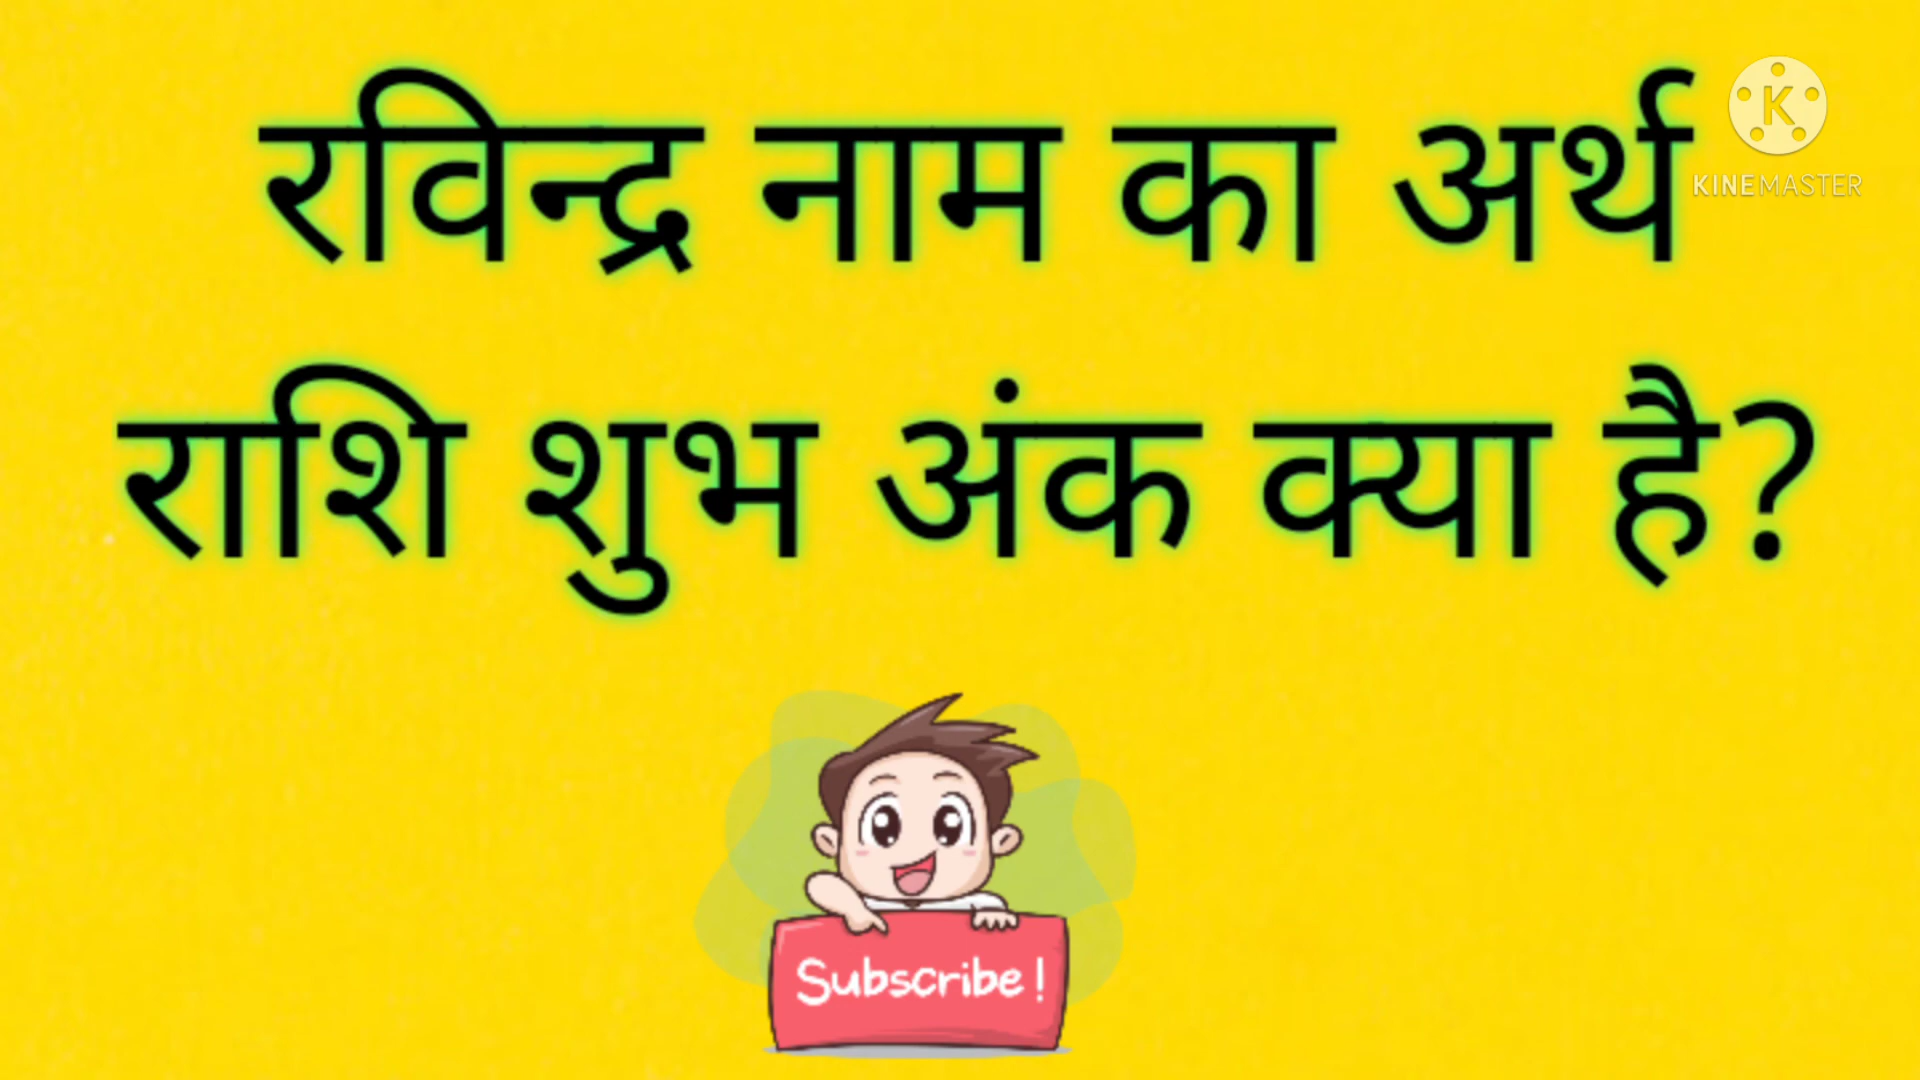 रविन्द्र नाम का अर्थ
KINEMASTER
राशि शुभ अंक क्या है?
Subscribe!